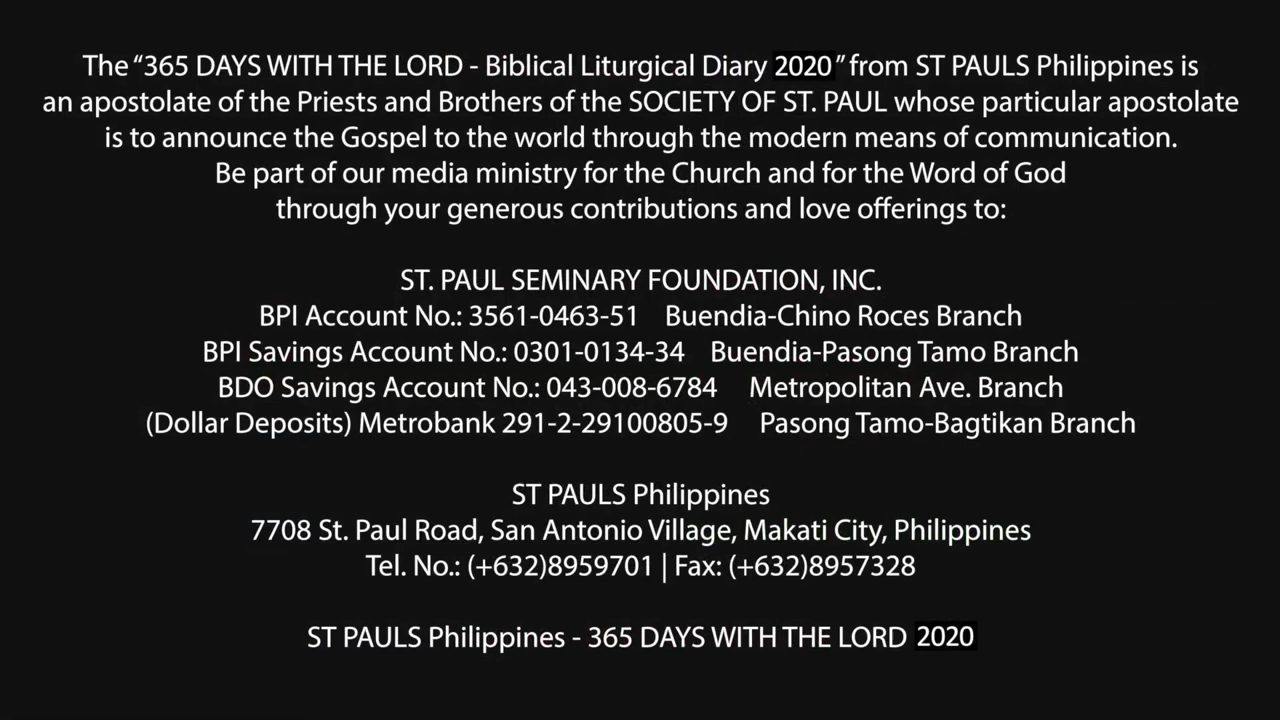 The “365 DAYS WITH THE LORD - Biblical Liturgical Diary 2020” from ST PAULS Philippines is
an apostolate of the Priests and Brothers of the SOCIETY OF ST. PAUL whose particular apostolate
is to announce the Gospel to the world through the modern means of communication.
Be part of our media ministry for the Church and for the Word of God
through your generous contributions and love offerings to:
ST. PAUL SEMINARY FOUNDATION, INC.
BPI Account No.: 3561-0463-51 Buendia-Chino Roces Branch
BPI Savings Account No.: 0301-0134-34 Buendia-Pasong Tamo Branch
BDO Savings Account No.: 043-008-6784 Metropolitan Ave. Branch
(Dollar Deposits) Metrobank 291-2-29100805-9 Pasong Tamo-Bagtikan Branch
ST PAULS Philippines
7708 St. Paul Road, San Antonio Village, Makati City, Philippines
Tel. No.: (+632)8959701 | Fax: (+632)8957328
ST PAULS Philippines - 365 DAYS WITH THE LORD 2020